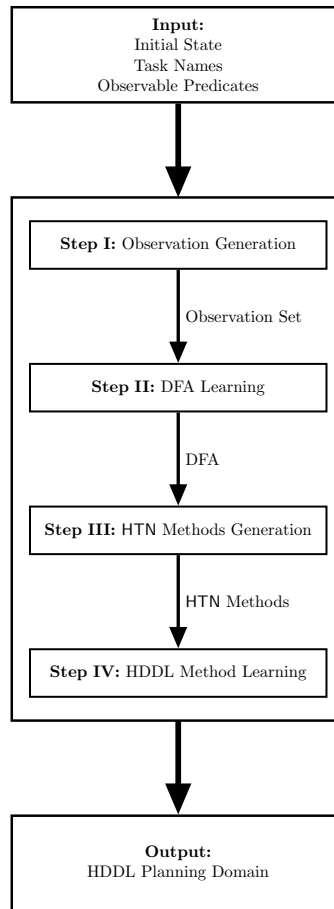 Input:
Initial State
Task Names
Observable Predicates
Step I: Observation Generation
Observation Set
Step II: DFA Learning
DFA
Step III: HTN Methods Generation
HTN Methods
Step IV: HDDL Method Learning
Output:
HDDL Planning Domain